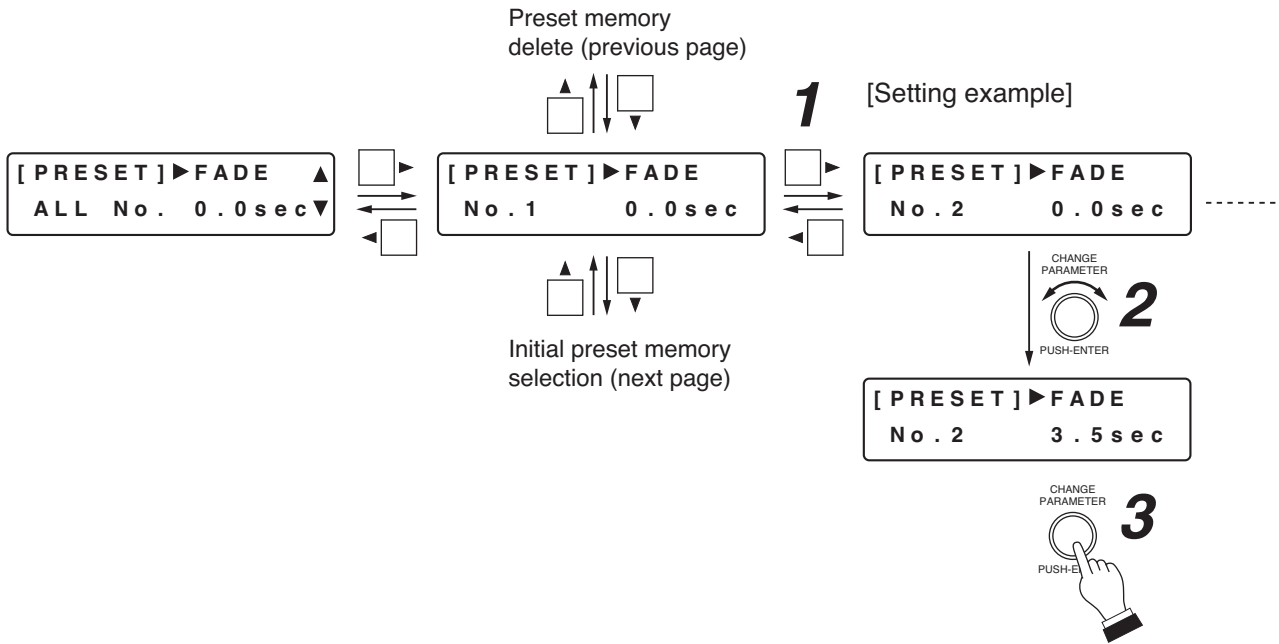 Preset memory
delete (previous page)
1 [Setting example]
[PRESET]▶FADE ▲
ALL No. 0.0sec▼
[PRESET]▶FADE
No.1 0.0sec
[PRESET]▶FADE
No.2 0.0sec
CHANGE
PARAMETER
2
PUSH-ENTER
Initial preset memory
selection (next page)
[PRESET]▶FADE
No.2 3.5sec
CHANGE
PARAMETER
3
PUSH-E